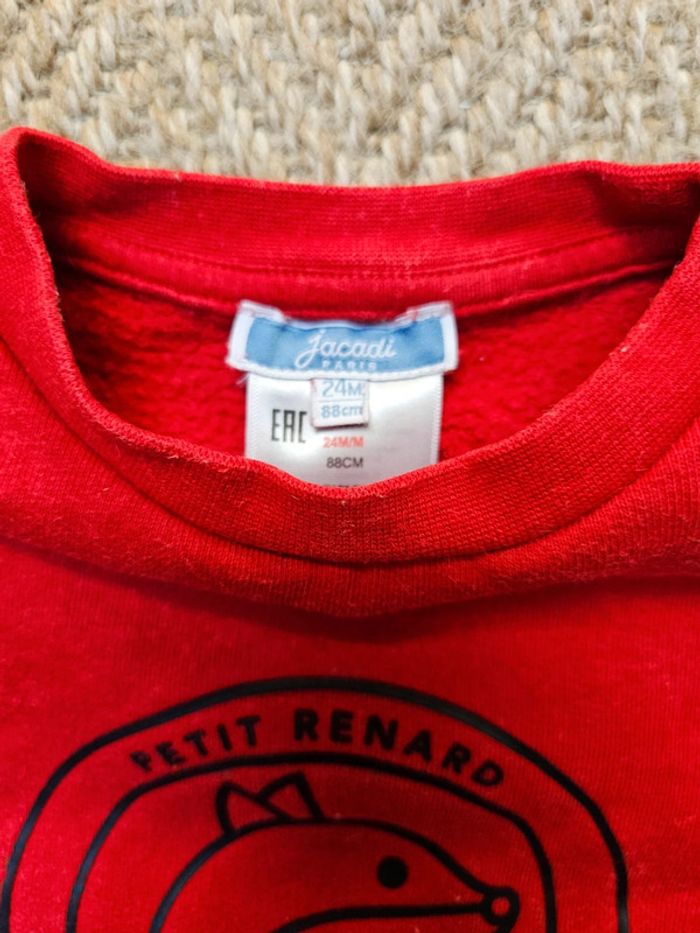 jacadi
PARIS
24M
88cm
EAC
24M/M
88CM
PETIT RENARD